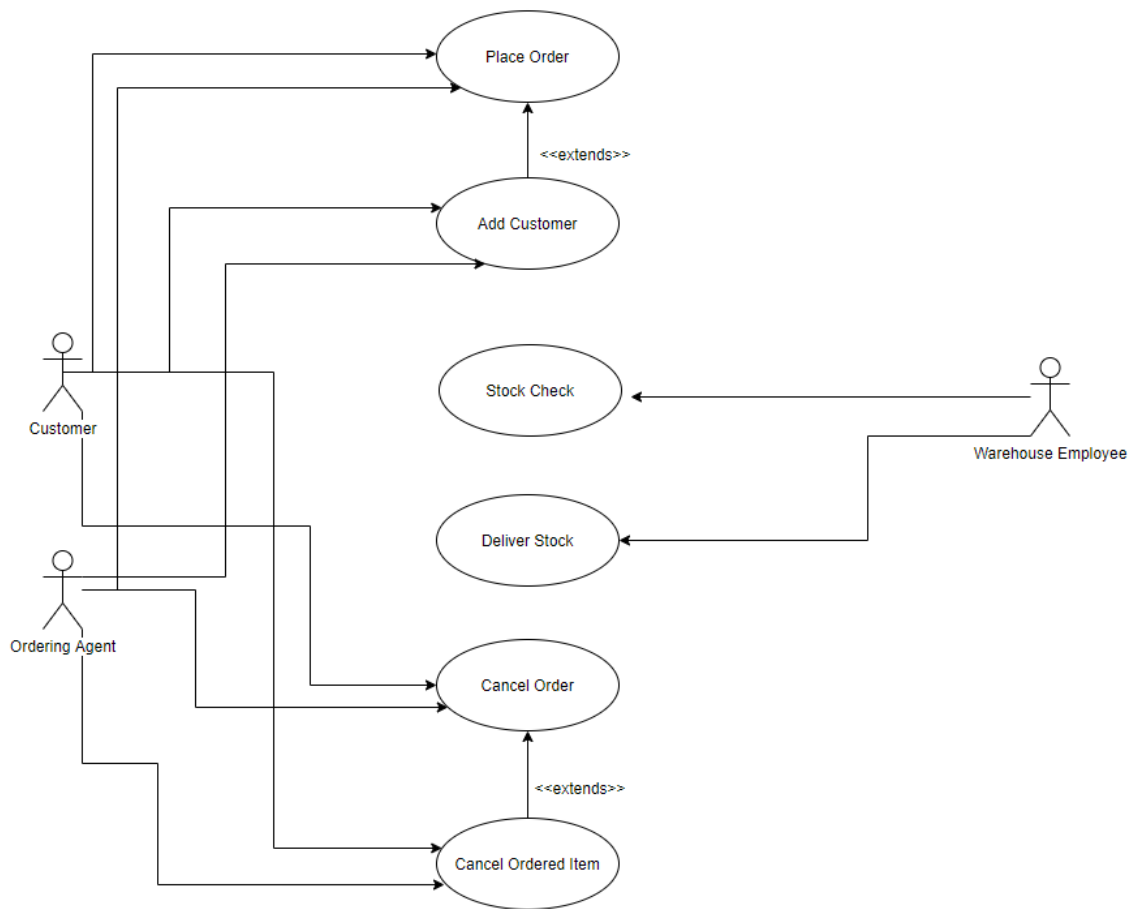 Place Order
<<extends>>
Add Customer
Stock Check
Customer
Warehouse Employee
Deliver Stock
Ordering Agent
Cancel Order
<<extends>>
Cancel Ordered Item